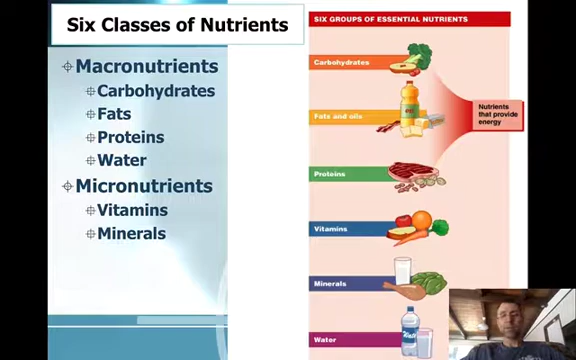 Six Classes of Nutrients
Macronutrients
Carbohydrates
Fats
Proteins
Water
Micronutrients
Vitamins
Minerals
SIX GROUPS OF ESSENTIAL NUTRIENTS
Carbohydrates
Fats and oils
Nutrients
that provide
energy
Proteins
Vitamins
Minerals
Water